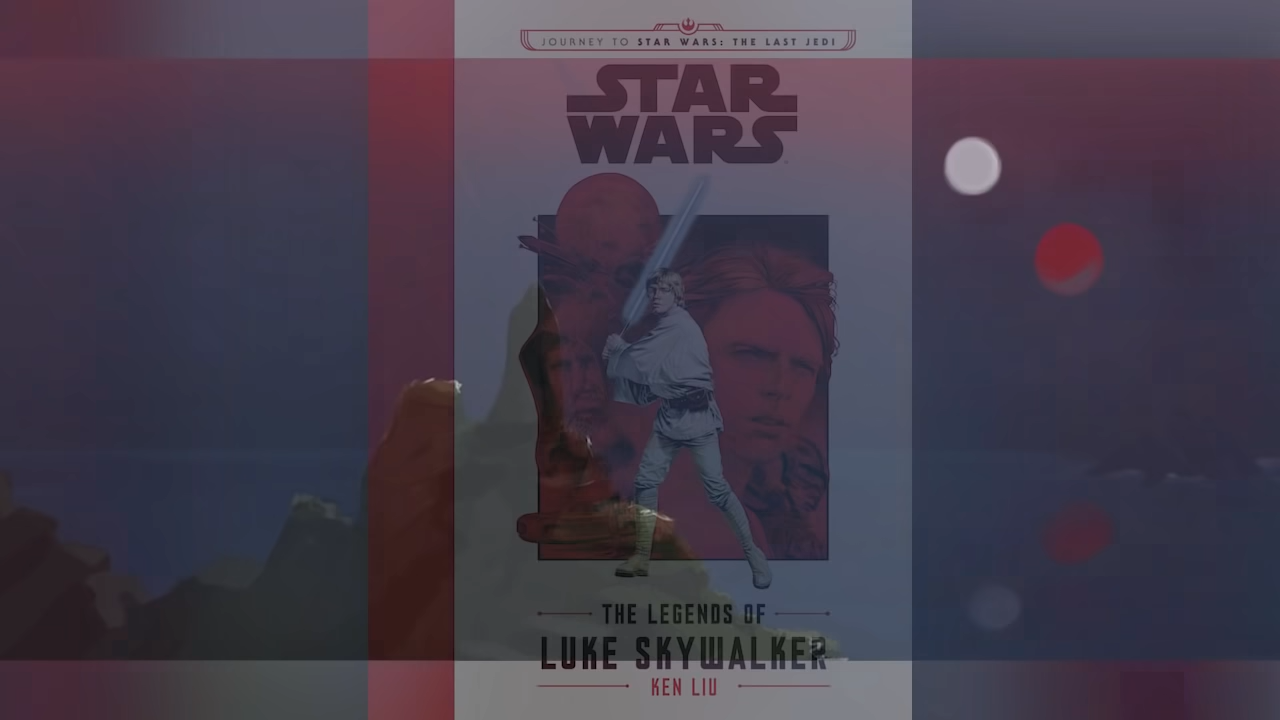 JOURNEY TO STAR WARS: THE LAST JEDI
STAR
WARS
THE LEGENDS OF
LUKE SKYWALKER
KEN LIU